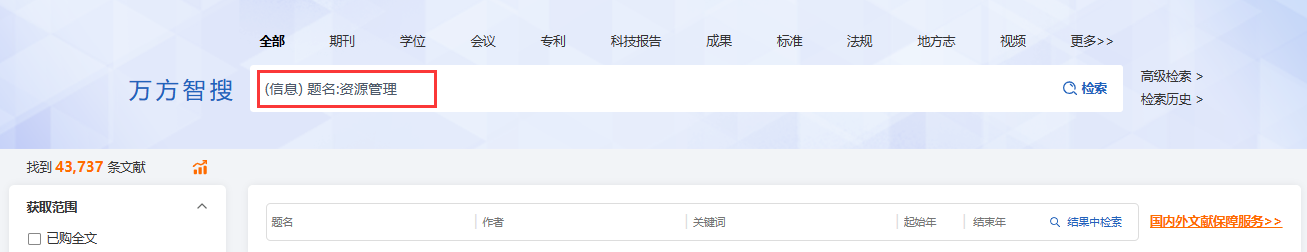 全部 期刊 学位 会议 专利 科技报告 成果 标准 法规 地方志 视频 更多>>
万方智搜
(信息) 题名:资源管理
检索
高级检索 >
检索历史 >
找到 43,737 条文献
获取范围
已购全文
题名 作者 关键词 起始年 结束年 结果中检索
国内外文献保障服务>>